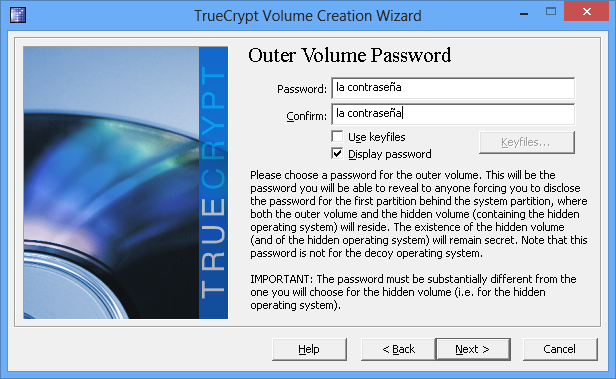 TrueCrypt Volume Creation Wizard
TRUECRYPT
Outer Volume Password
Password: la contraseña
Confirm: la contraseña
Use keyfiles
Keyfiles...
Display password
Please choose a password for the outer volume. This will be the
password you will be able to reveal to anyone forcing you to disclose
the password for the first partition behind the system partition, where
both the outer volume and the hidden volume (containing the hidden
operating system) will reside. The existence of the hidden volume
(and of the hidden operating system) will remain secret. Note that this
password is not for the decoy operating system.
IMPORTANT: The password must be substantially different from the
one you will choose for the hidden volume (i.e. for the hidden
operating system).
Help
< Back
Next >
Cancel